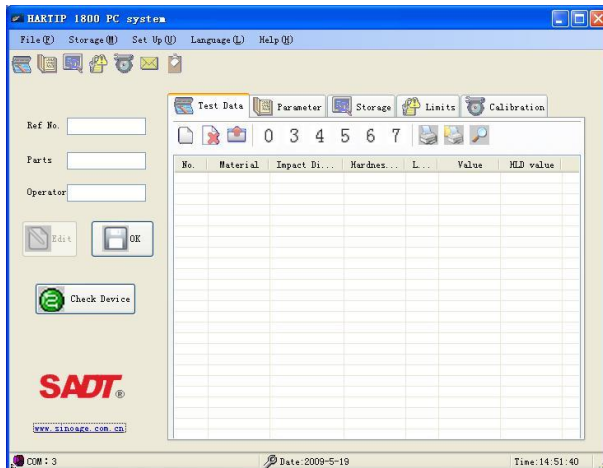 HARTIP 1800 PC system
File(F) Storage(M) Set Up(U) Language(L) Help(H)
Test Data Parameter Storage Limits Calibration
Ref No.
0 3 4 5 6 7
Parts
No. Material Impact Di... Hardnes... L... Value HLD value
Operator
Edit OK
Check Device
SADT®
www.sinoage.com.cn
COM : 3 Date:2009-5-19 Time:14:51:40